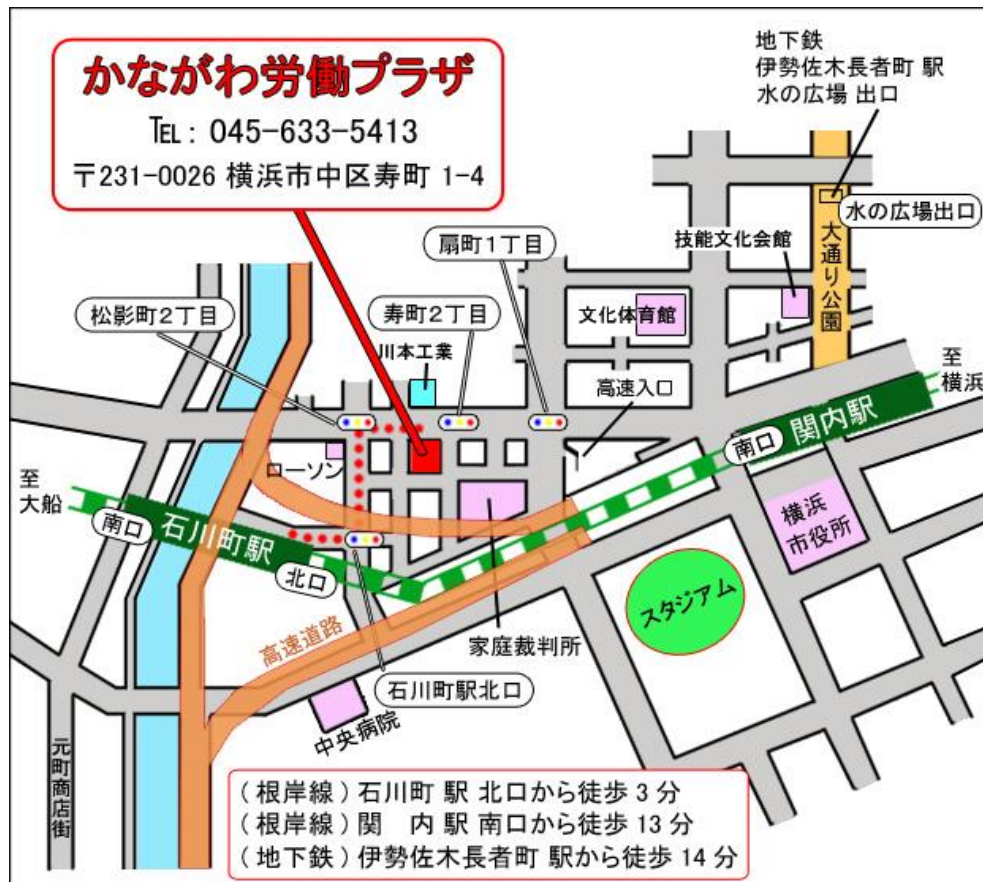 かながわ労働プラザ
TEL : 045-633-5413
〒231-0026 横浜市中区寿町 1-4
地下鉄
伊勢佐木長者町 駅
水の広場 出口
水の広場出口
大通り公園
技能文化会館
扇町1丁目
松影町2丁目
寿町2丁目
川本工業
文化体育館
高速入口
至
横浜
関内駅
南口
ローソン
至
大船
南口
石川町駅
北口
横浜
市役所
スタジアム
高速道路
家庭裁判所
石川町駅北口
中央病院
元町商店街
(根岸線) 石川町 駅 北口から徒歩 3 分
(根岸線) 関 内 駅 南口から徒歩 13 分
(地下鉄) 伊勢佐木長者町 駅から徒歩 14 分